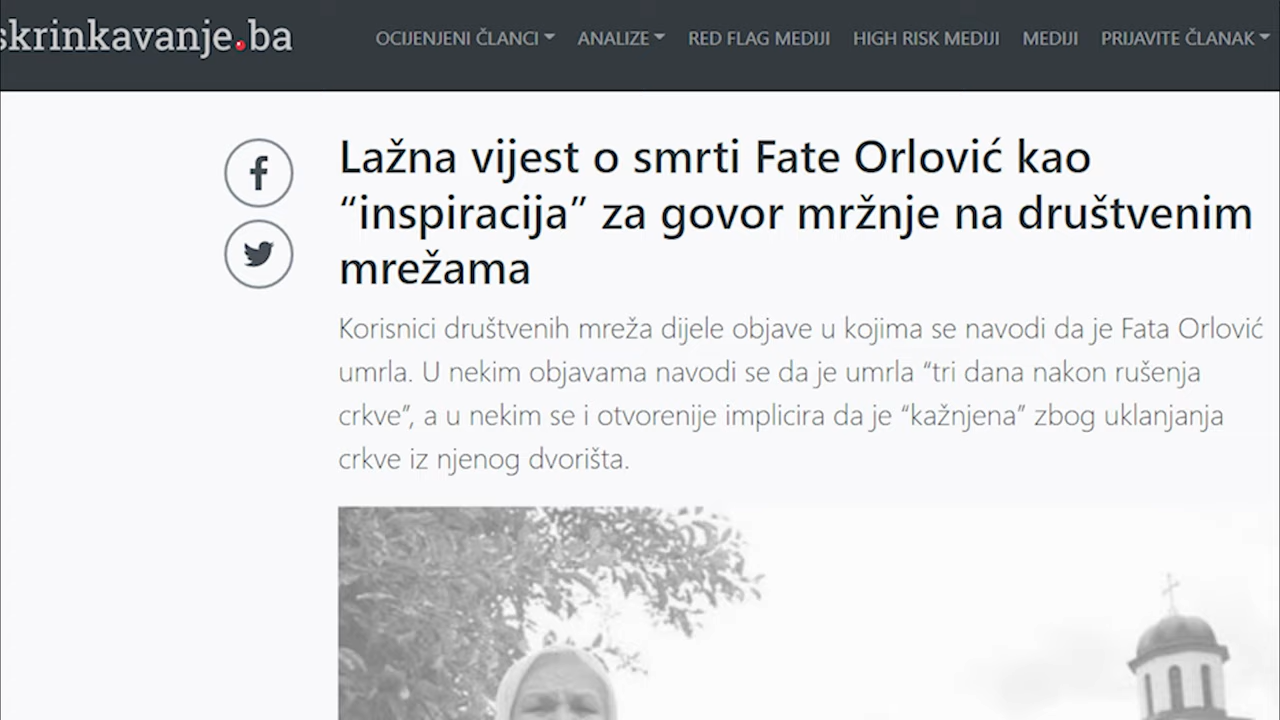 skrinkavanje.ba
OCIJENJENI ČLANCI ANALIZE RED FLAG MEDIJI HIGH RISK MEDIJI MEDIJI PRIJAVITE ČLANAK
Lažna vijest o smrti Fate Orlović kao
“inspiracija” za govor mržnje na društvenim
mrežama
Korisnici društvenih mreža dijele objave u kojima se navodi da je Fata Orlović
umrla. U nekim objavama navodi se da je umrla “tri dana nakon rušenja
crkve”, a u nekim se i otvorenije implicira da je “kažnjena” zbog uklanjanja
crkve iz njenog dvorišta.